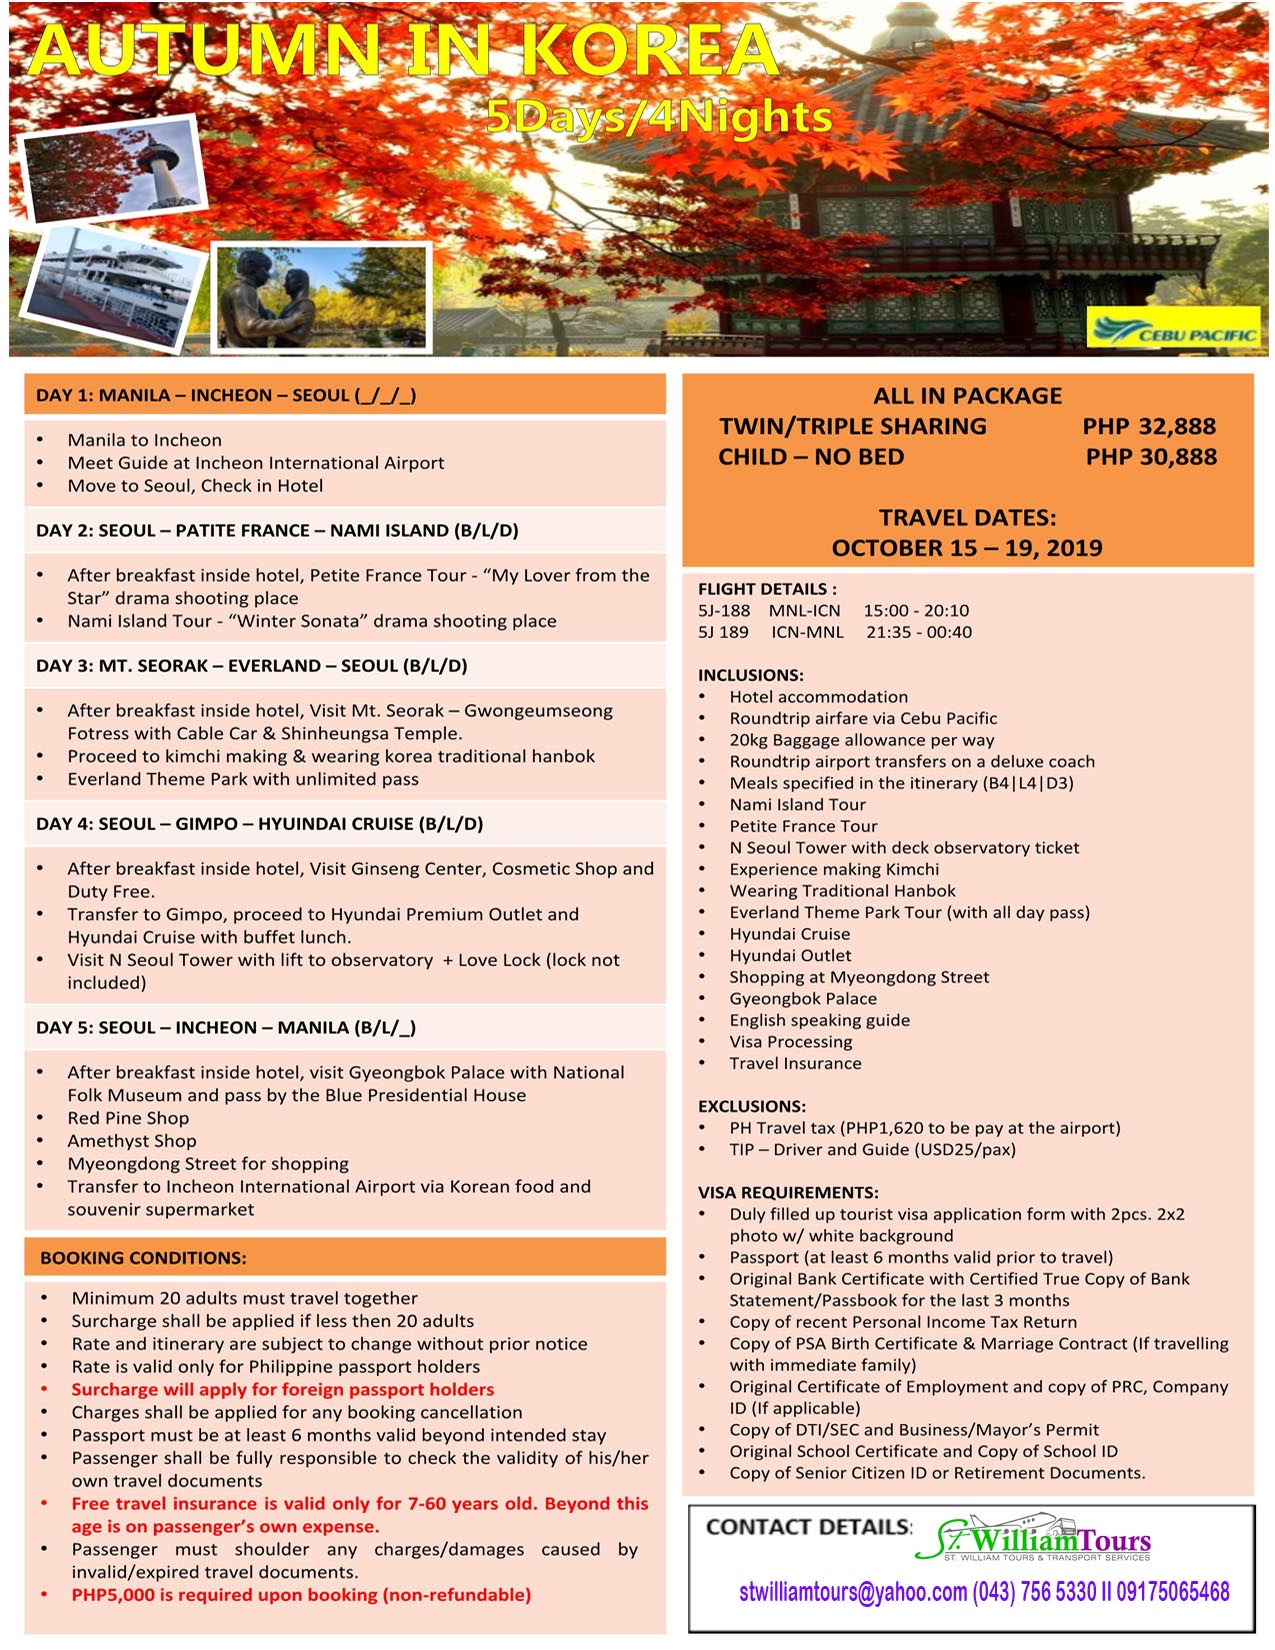 AUTUMN IN KOREA
5Days/4Nights
CEBU PACIFIC
DAY 1: MANILA – INCHEON – SEOUL (_/_/_)
• Manila to Incheon
• Meet Guide at Incheon International Airport
• Move to Seoul, Check in Hotel
DAY 2: SEOUL – PATITE FRANCE – NAMI ISLAND (B/L/D)
• After breakfast inside hotel, Petite France Tour - “My Lover from the
Star” drama shooting place
• Nami Island Tour - “Winter Sonata” drama shooting place
DAY 3: MT. SEORAK – EVERLAND – SEOUL (B/L/D)
• After breakfast inside hotel, Visit Mt. Seorak – Gwongeumseong
Fotress with Cable Car & Shinheungsa Temple.
• Proceed to kimchi making & wearing korea traditional hanbok
• Everland Theme Park with unlimited pass
DAY 4: SEOUL – GIMPO – HYUINDAI CRUISE (B/L/D)
• After breakfast inside hotel, Visit Ginseng Center, Cosmetic Shop and
Duty Free.
• Transfer to Gimpo, proceed to Hyundai Premium Outlet and
Hyundai Cruise with buffet lunch.
• Visit N Seoul Tower with lift to observatory + Love Lock (lock not
included)
DAY 5: SEOUL – INCHEON – MANILA (B/L/_)
• After breakfast inside hotel, visit Gyeongbok Palace with National
Folk Museum and pass by the Blue Presidential House
• Red Pine Shop
• Amethyst Shop
• Myeongdong Street for shopping
• Transfer to Incheon International Airport via Korean food and
souvenir supermarket
BOOKING CONDITIONS:
• Minimum 20 adults must travel together
• Surcharge shall be applied if less then 20 adults
• Rate and itinerary are subject to change without prior notice
• Rate is valid only for Philippine passport holders
• Surcharge will apply for foreign passport holders
• Charges shall be applied for any booking cancellation
• Passport must be at least 6 months valid beyond intended stay
• Passenger shall be fully responsible to check the validity of his/her
own travel documents
• Free travel insurance is valid only for 7-60 years old. Beyond this
age is on passenger’s own expense.
• Passenger must shoulder any charges/damages caused by
invalid/expired travel documents.
• PHP5,000 is required upon booking (non-refundable)
ALL IN PACKAGE
TWIN/TRIPLE SHARING PHP 32,888
CHILD – NO BED PHP 30,888
TRAVEL DATES:
OCTOBER 15 – 19, 2019
FLIGHT DETAILS :
5J-188 MNL-ICN 15:00 - 20:10
5J 189 ICN-MNL 21:35 - 00:40
INCLUSIONS:
• Hotel accommodation
• Roundtrip airfare via Cebu Pacific
• 20kg Baggage allowance per way
• Roundtrip airport transfers on a deluxe coach
• Meals specified in the itinerary (B4|L4|D3)
• Nami Island Tour
• Petite France Tour
• N Seoul Tower with deck observatory ticket
• Experience making Kimchi
• Wearing Traditional Hanbok
• Everland Theme Park Tour (with all day pass)
• Hyundai Cruise
• Hyundai Outlet
• Shopping at Myeongdong Street
• Gyeongbok Palace
• English speaking guide
• Visa Processing
• Travel Insurance
EXCLUSIONS:
• PH Travel tax (PHP1,620 to be pay at the airport)
• TIP – Driver and Guide (USD25/pax)
VISA REQUIREMENTS:
• Duly filled up tourist visa application form with 2pcs. 2x2
photo w/ white background
• Passport (at least 6 months valid prior to travel)
• Original Bank Certificate with Certified True Copy of Bank
Statement/Passbook for the last 3 months
• Copy of recent Personal Income Tax Return
• Copy of PSA Birth Certificate & Marriage Contract (If travelling
with immediate family)
• Original Certificate of Employment and copy of PRC, Company
ID (If applicable)
• Copy of DTI/SEC and Business/Mayor’s Permit
• Original School Certificate and Copy of School ID
• Copy of Senior Citizen ID or Retirement Documents.
CONTACT DETAILS:
St. WilliamTours
ST. WILLIAM TOURS & TRANSPORT SERVICES
stwilliamtours@yahoo.com (043) 756 5330 II 09175065468